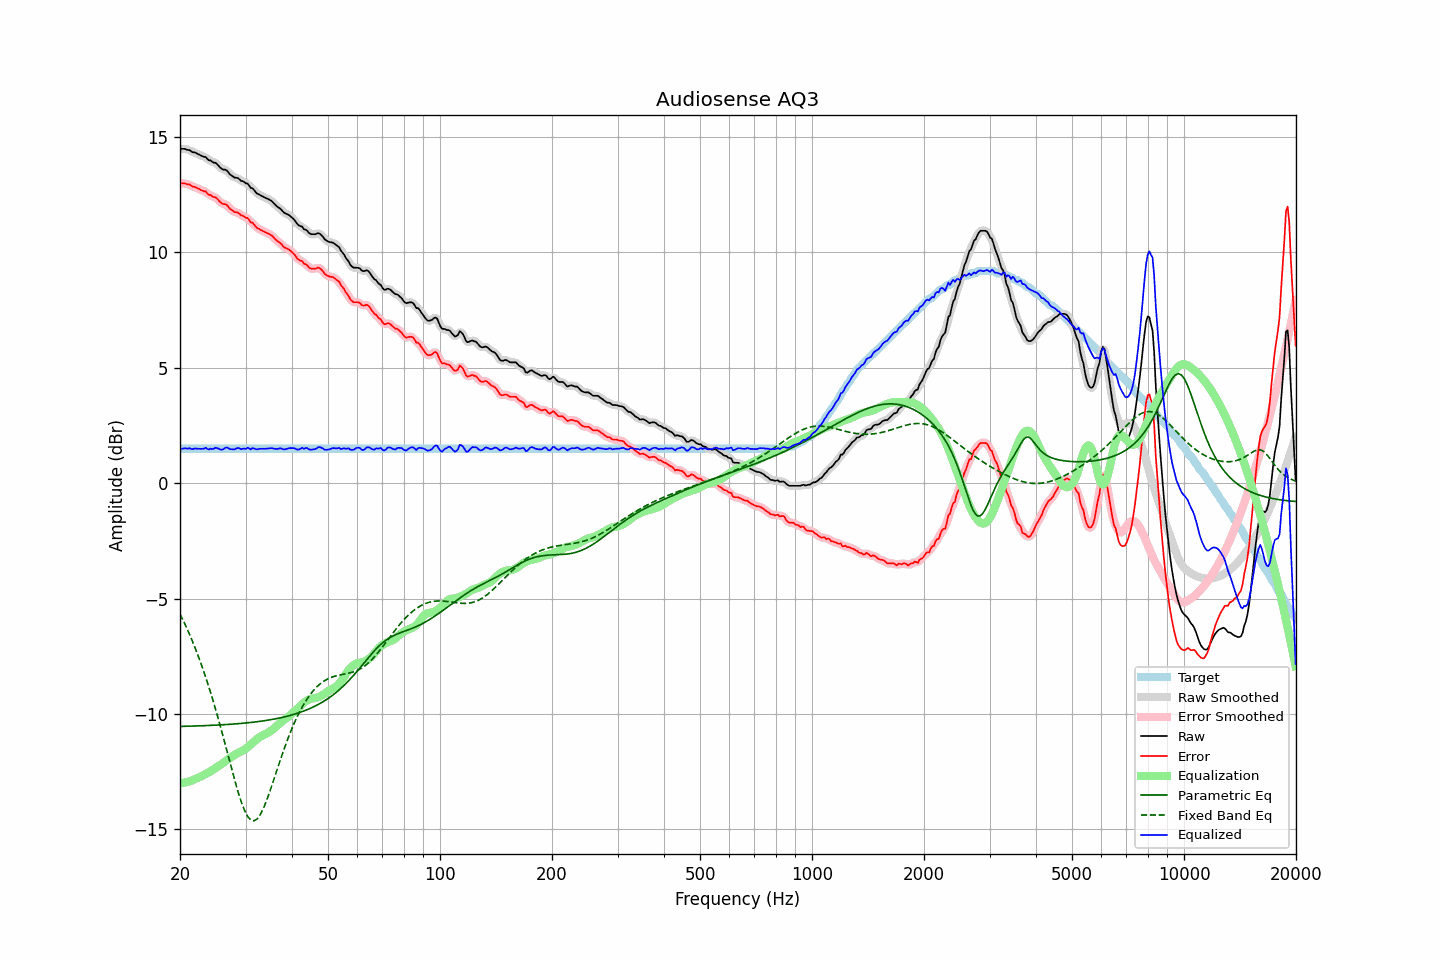 Audiosense AQ3
Amplitude (dBr)
15
10
5
0
−5
−10
−15
20
50
100
200
500
1000
2000
5000
10000
20000
Frequency (Hz)
Target
Raw Smoothed
Error Smoothed
Raw
Error
Equalization
Parametric Eq
Fixed Band Eq
Equalized